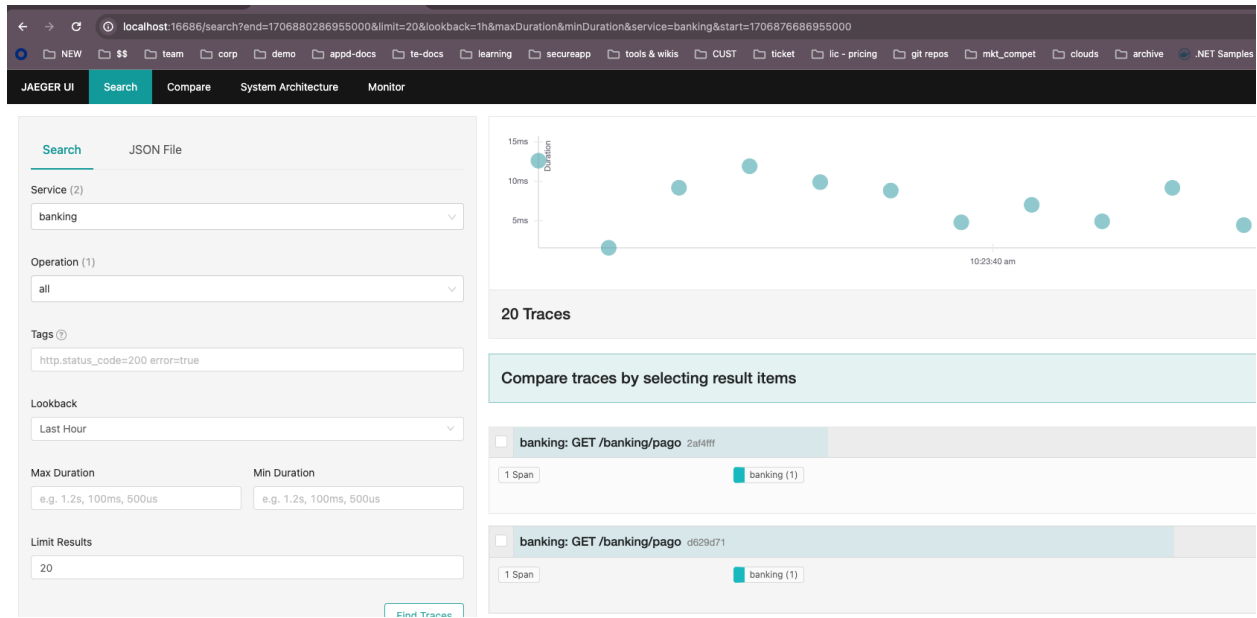 localhost:16686/search?end=1706880286955000&limit=20&lookback=1h&maxDuration&minDuration&service=banking&start=1706876686955000
NEW $$ team corp demo appd-docs te-docs learning secureapp tools & wikis CUST ticket lic - pricing git repos mkt_compet clouds archive .NET Samples
JAEGER UI Search Compare System Architecture Monitor
Search JSON File
Service (2)
banking
Operation (1)
all
Tags
http.status_code=200 error=true
Lookback
Last Hour
Max Duration Min Duration
e.g. 1.2s, 100ms, 500us e.g. 1.2s, 100ms, 500us
Limit Results
20
Find Traces
15ms
Duration
10ms
5ms
10:23:40 am
20 Traces
Compare traces by selecting result items
banking: GET /banking/pago 2af4fff
1 Span banking (1)
banking: GET /banking/pago d629d71
1 Span banking (1)